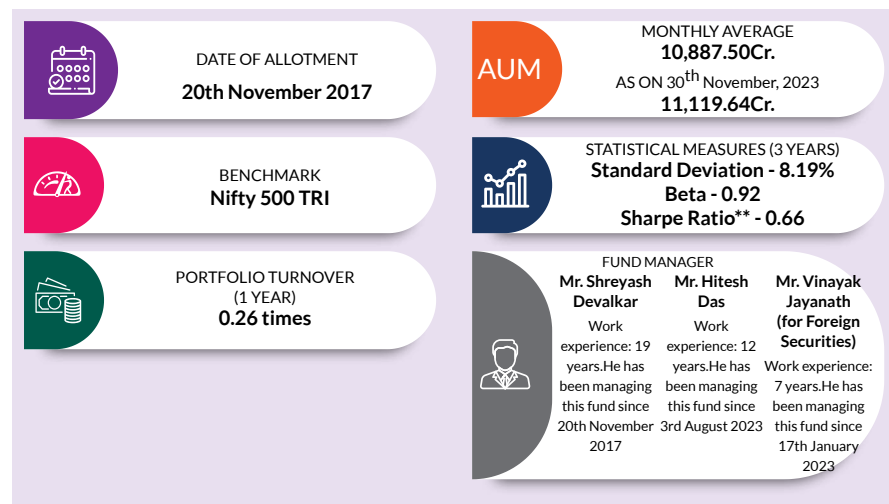 DATE OF ALLOTMENT
20th November 2017
BENCHMARK
Nifty 500 TRI
PORTFOLIO TURNOVER
(1 YEAR)
0.26 times
AUM
MONTHLY AVERAGE
10,887.50Cr.
AS ON 30th November, 2023
11,119.64Cr.
STATISTICAL MEASURES (3 YEARS)
Standard Deviation - 8.19%
Beta - 0.92
Sharpe Ratio** - 0.66
FUND MANAGER
Mr. Shreyash
Devalkar
Work
experience: 19
years.He has
been managing
this fund since
20th November
2017
Mr. Hitesh
Das
Work
experience: 12
years.He has
been managing
this fund since
3rd August 2023
Mr. Vinayak
Jayanath
(for Foreign
Securities)
Work experience:
7 years.He has
been managing
this fund since
17th January
2023